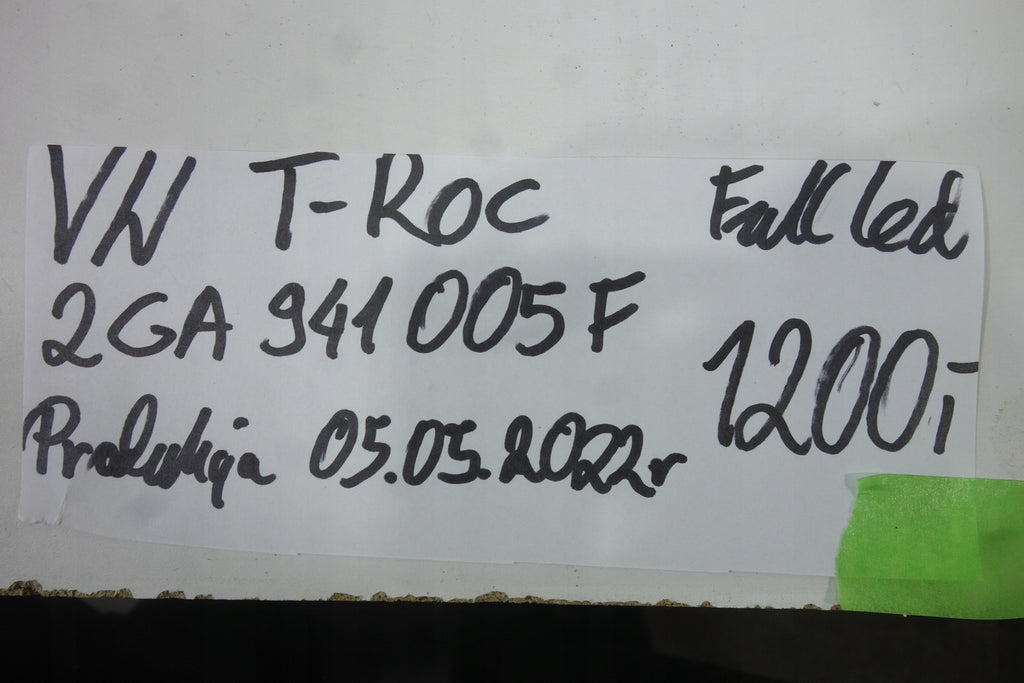 VW T-ROC Full led
2GA 941 005 F 1200,-
Produkcja 05.05.2022r